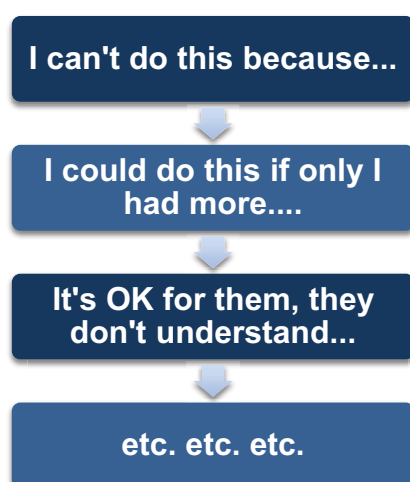 I can't do this because...
I could do this if only I
had more....
It's OK for them, they
don't understand...
etc. etc. etc.